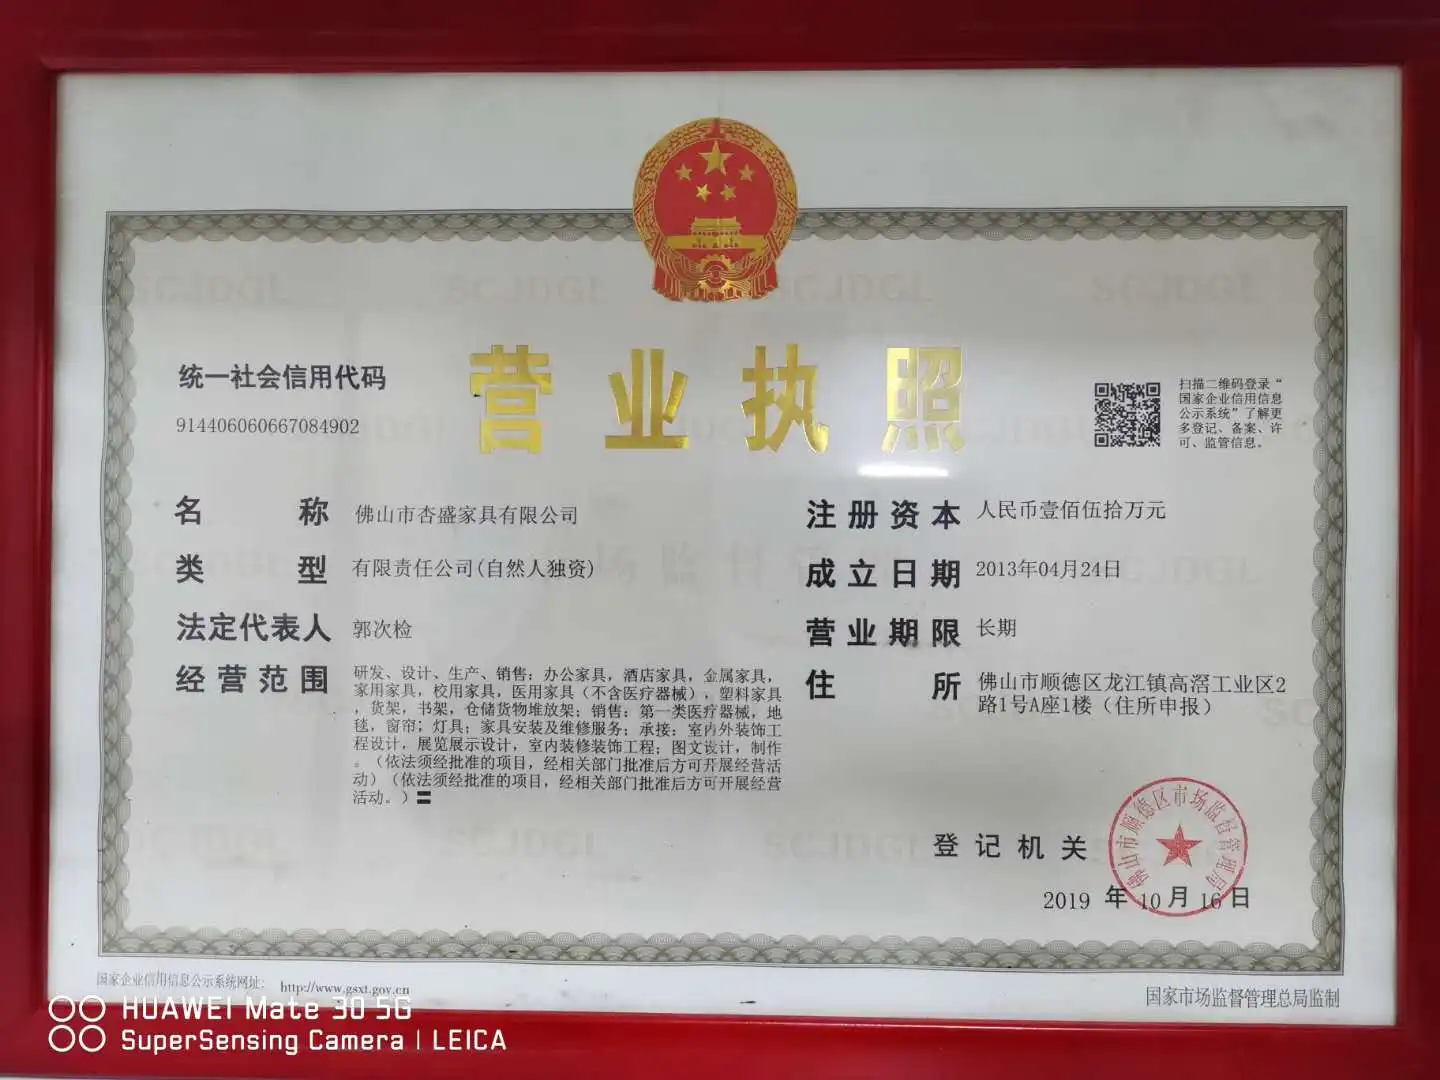 营业执照
统一社会信用代码
914406060667084902
扫描二维码登录“
国家企业信用信息
公示系统”了解更
多登记、备案、许
可、监管信息。
名称 佛山市杏盛家具有限公司
类型 有限责任公司(自然人独资)
法定代表人 郭次检
经营范围 研发、设计、生产、销售：办公家具，酒店家具，金属家具，
家用家具，校用家具，医用家具（不含医疗器械），塑料家具
，货架，书架，仓储货物堆放架；销售：第一类医疗器械，地
毯，窗帘；灯具；家具安装及维修服务；承接：室内外装饰工
程设计，展览展示设计，室内装修装饰工程；图文设计，制作
。（依法须经批准的项目，经相关部门批准后方可开展经营活
动）（依法须经批准的项目，经相关部门批准后方可开展经营
活动。）
注册资本 人民币壹佰伍拾万元
成立日期 2013年04月24日
营业期限 长期
住所 佛山市顺德区龙江镇高滘工业区2
路1号A座1楼（住所申报）
登记机关
佛山市顺德区市场监督管理局
2019 年 10 月 16 日
国家企业信用信息公示系统网址： http://www.gsxt.gov.cn
国家市场监督管理总局监制
HUAWEI Mate 30 5G
SuperSensing Camera | LEICA